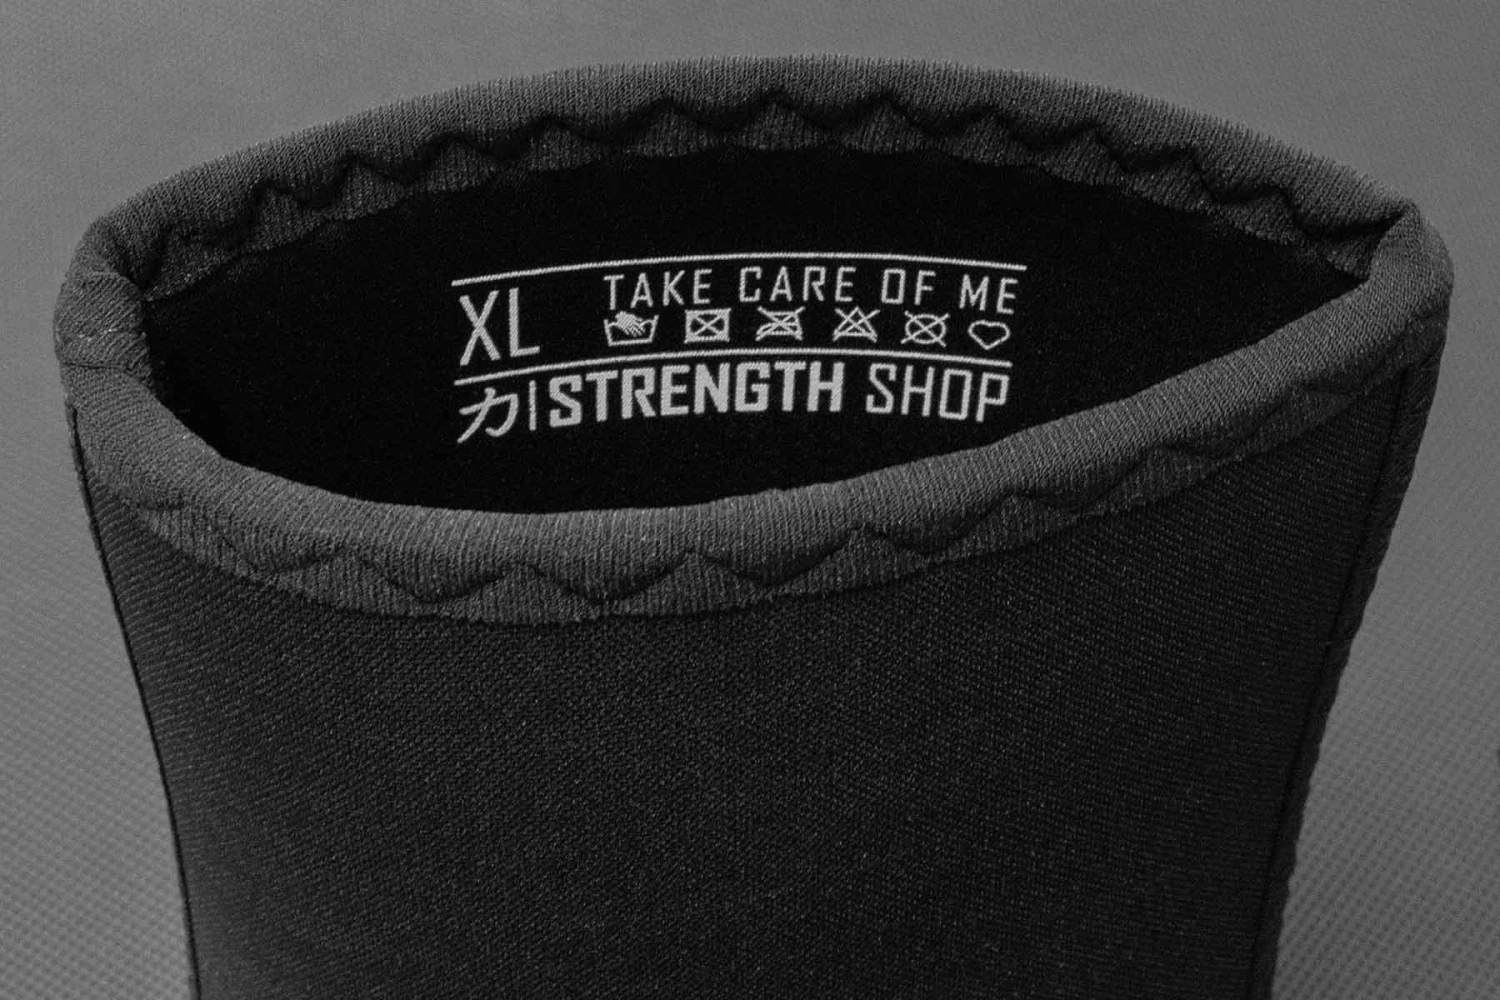 XL TAKE CARE OF ME
力|STRENGTH SHOP